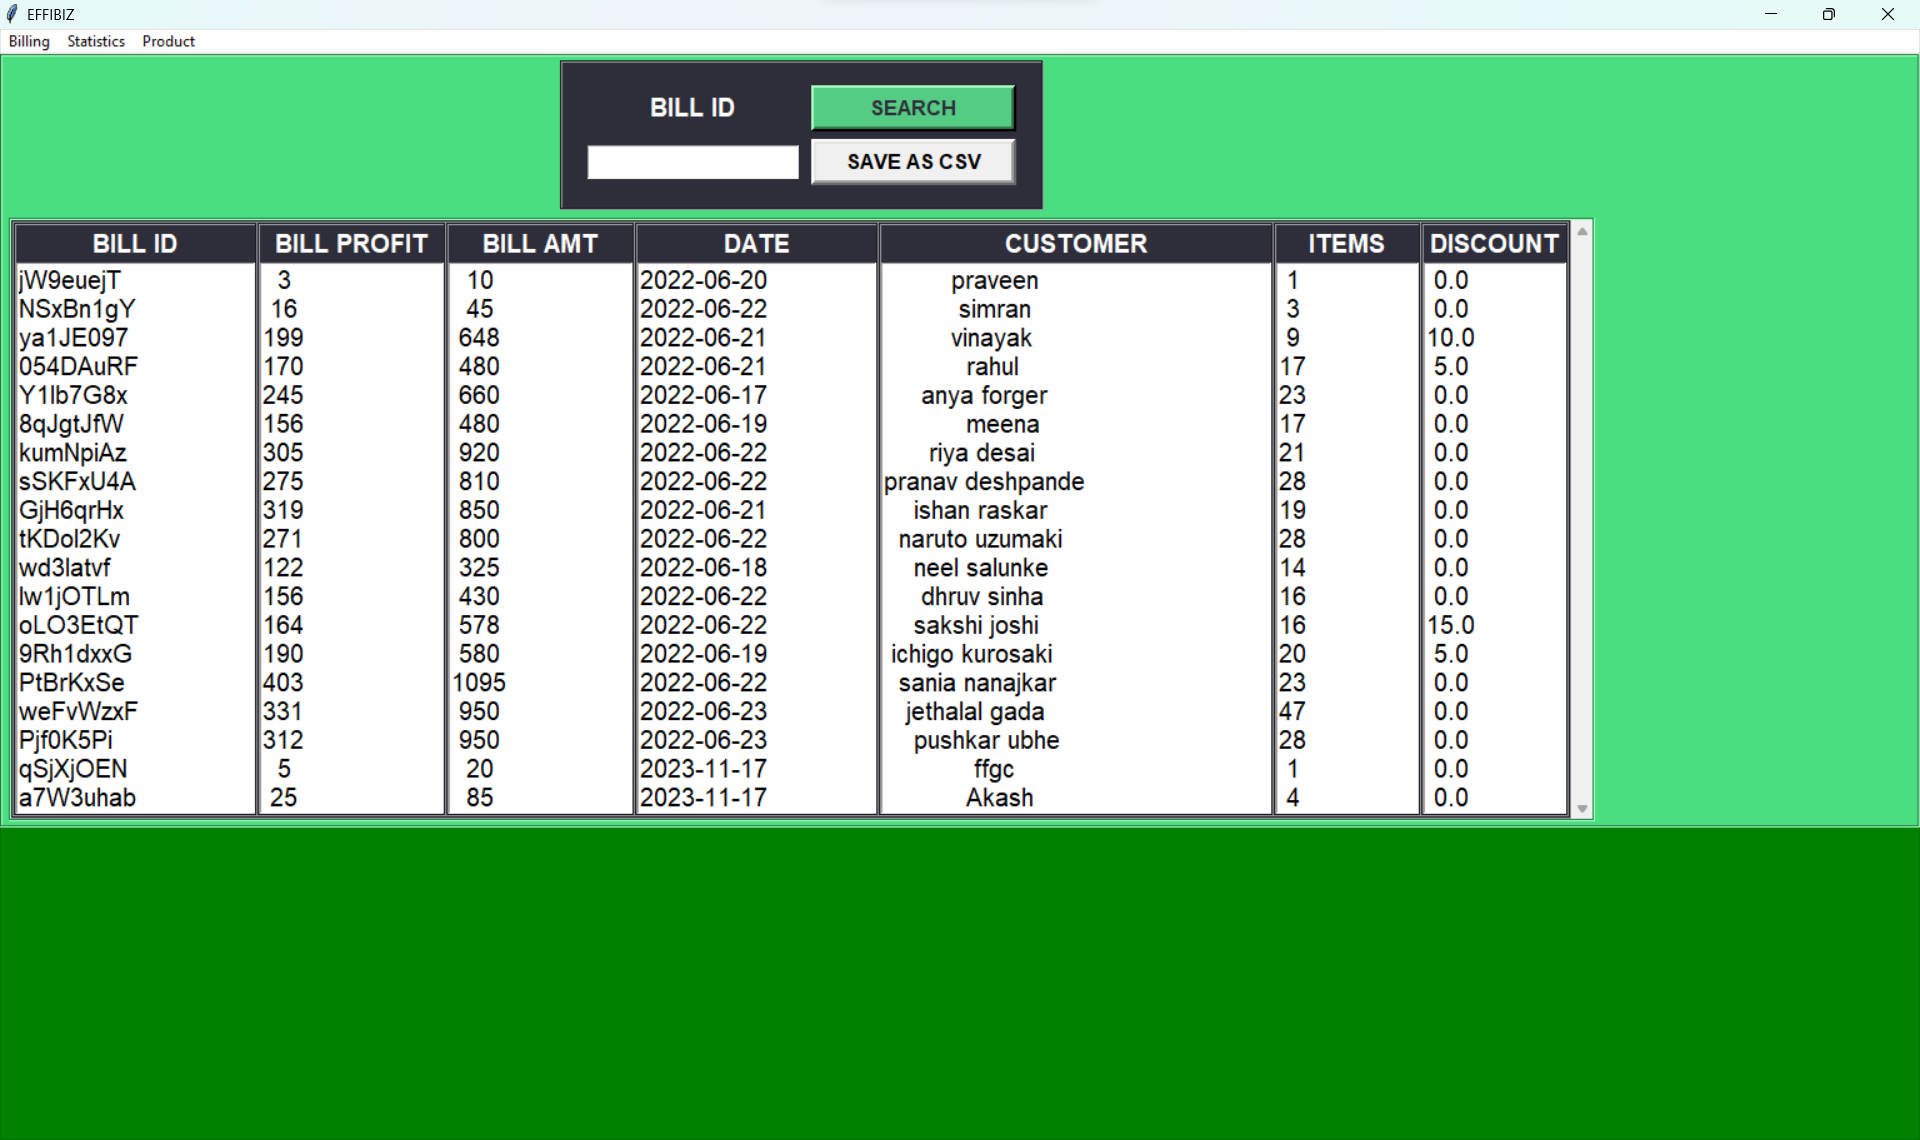 EFFIBIZ
Billing Statistics Product
BILL ID SEARCH
SAVE AS CSV
BILL ID BILL PROFIT BILL AMT DATE CUSTOMER ITEMS DISCOUNT
jW9euejT 3 10 2022-06-20 praveen 1 0.0
NSxBn1gY 16 45 2022-06-22 simran 3 0.0
ya1JE097 199 648 2022-06-21 vinayak 9 10.0
054DAuRF 170 480 2022-06-21 rahul 17 5.0
Y1lb7G8x 245 660 2022-06-17 anya forger 23 0.0
8qJgtJfW 156 480 2022-06-19 meena 17 0.0
kumNpiAz 305 920 2022-06-22 riya desai 21 0.0
sSKFxU4A 275 810 2022-06-22 pranav deshpande 28 0.0
GjH6qrHx 319 850 2022-06-21 ishan raskar 19 0.0
tKDol2Kv 271 800 2022-06-22 naruto uzumaki 28 0.0
wd3latvf 122 325 2022-06-18 neel salunke 14 0.0
lw1jOTLm 156 430 2022-06-22 dhruv sinha 16 0.0
oLO3EtQT 164 578 2022-06-22 sakshi joshi 16 15.0
9Rh1dxxG 190 580 2022-06-19 ichigo kurosaki 20 5.0
PtBrKxSe 403 1095 2022-06-22 sania nanajkar 23 0.0
weFvWzxF 331 950 2022-06-23 jethalal gada 47 0.0
Pjf0K5Pi 312 950 2022-06-23 pushkar ubhe 28 0.0
qSjXjOEN 5 20 2023-11-17 ffgc 1 0.0
a7W3uhab 25 85 2023-11-17 Akash 4 0.0